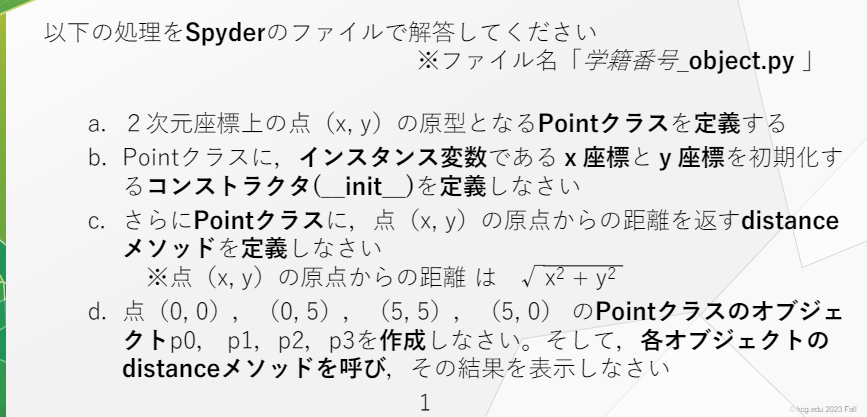 以下の処理をSpyderのファイルで解答してください
※ファイル名「学籍番号_object.py 」
a. ２次元座標上の点（x, y）の原型となるPointクラスを定義する
b. Pointクラスに，インスタンス変数である x 座標と y 座標を初期化す
るコンストラクタ(__init__)を定義しなさい
c. さらにPointクラスに，点（x, y）の原点からの距離を返すdistance
メソッドを定義しなさい
※点（x, y）の原点からの距離 は √x² + y²
d. 点（0, 0），（0, 5），（5, 5），（5, 0） のPointクラスのオブジェ
クトp0， p1，p2，p3を作成しなさい。そして，各オブジェクトの
distanceメソッドを呼び，その結果を表示しなさい
1
© kcg.edu 2023 Fall